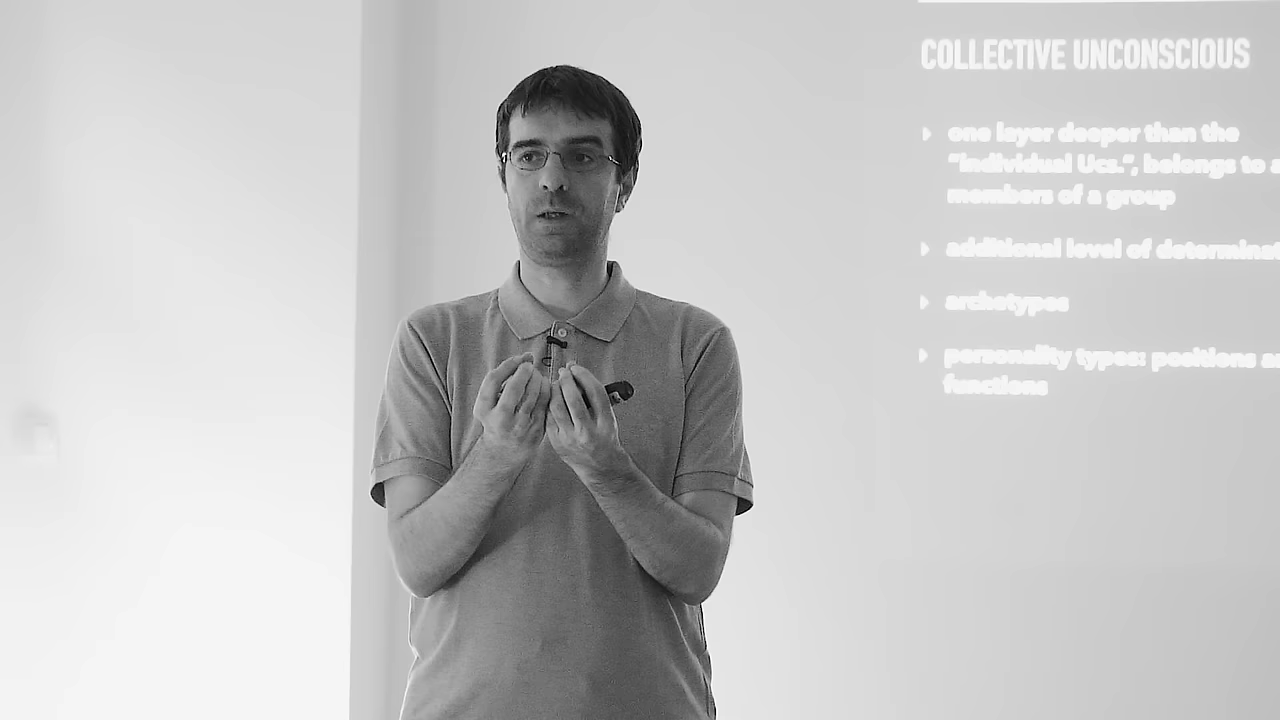 COLLECTIVE UNCONSCIOUS
one layer deeper than the
"individual Ucs.", belongs to
members of a group
additional level of
archetypes
personality types: positions
functions